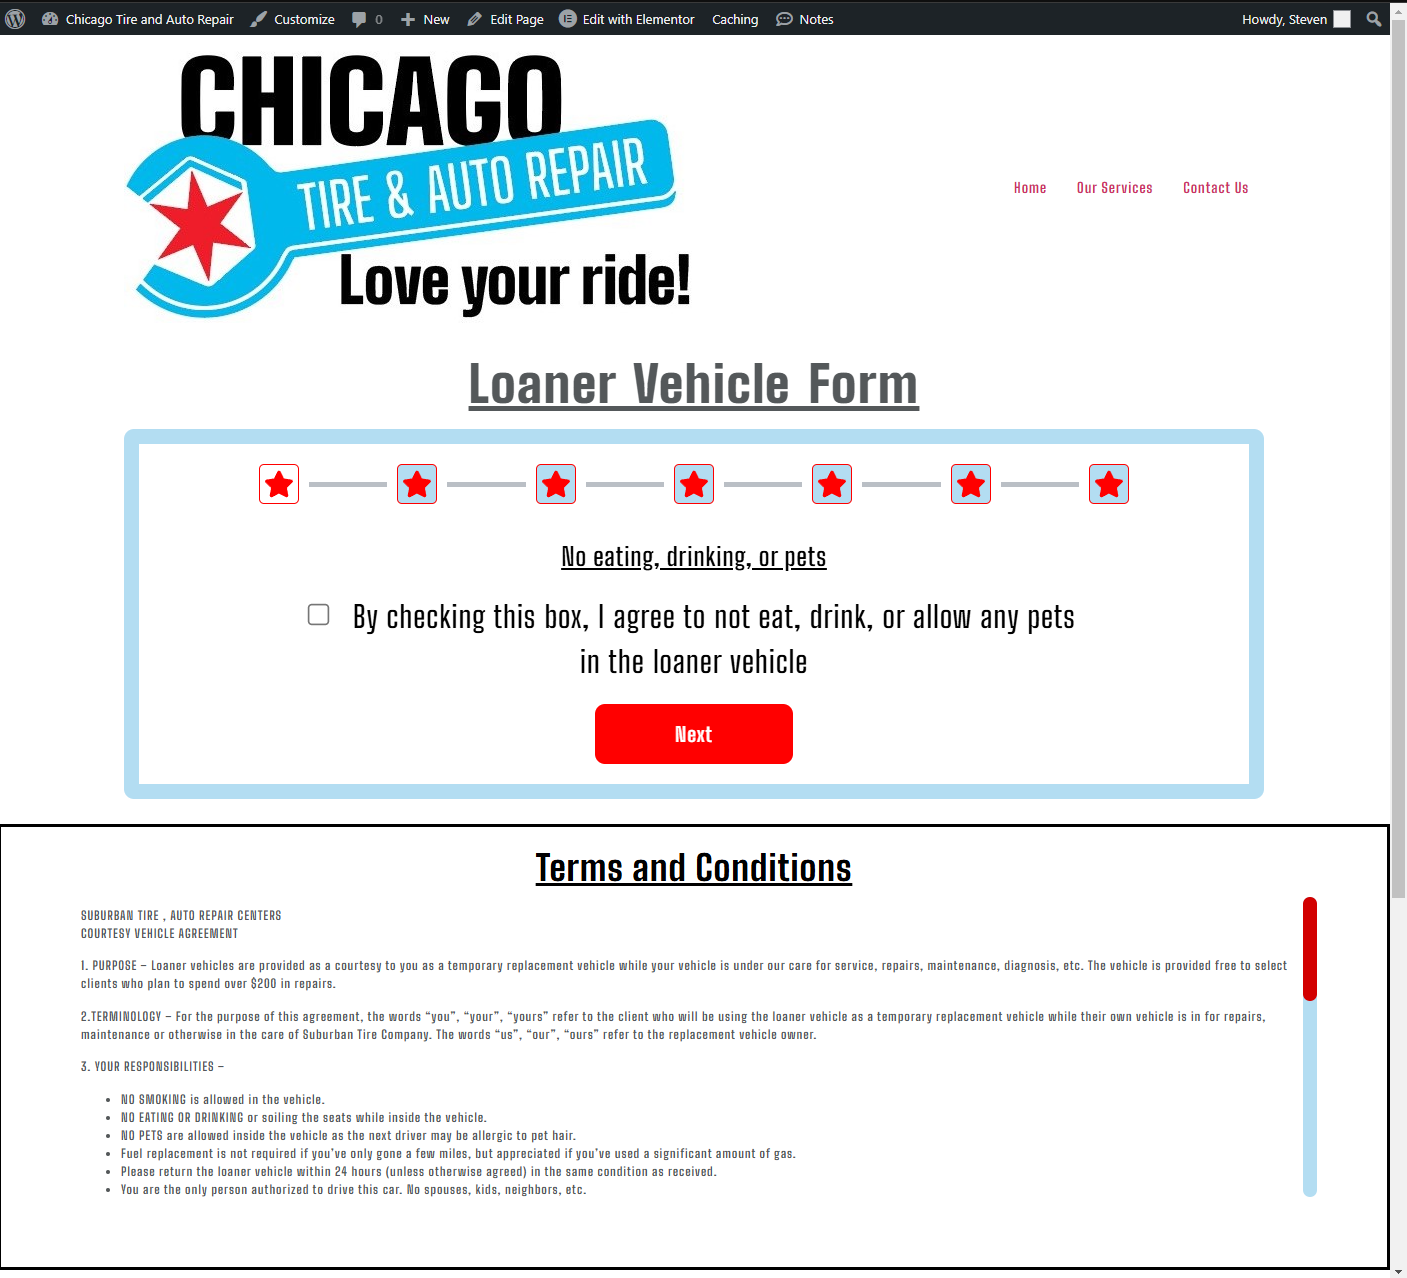 Chicago Tire and Auto Repair Customize 0 New Edit Page Edit with Elementor Caching Notes Howdy, Steven
CHICAGO
TIRE & AUTO REPAIR
Love your ride!
Home Our Services Contact Us
Loaner Vehicle Form
No eating, drinking, or pets
By checking this box, I agree to not eat, drink, or allow any pets
in the loaner vehicle
Next
Terms and Conditions
SUBURBAN TIRE , AUTO REPAIR CENTERS
COURTESY VEHICLE AGREEMENT
1. PURPOSE – Loaner vehicles are provided as a courtesy to you as a temporary replacement vehicle while your vehicle is under our care for service, repairs, maintenance, diagnosis, etc. The vehicle is provided free to select
clients who plan to spend over $200 in repairs.
2.TERMINOLOGY – For the purpose of this agreement, the words “you”, “your”, “yours” refer to the client who will be using the loaner vehicle as a temporary replacement vehicle while their own vehicle is in for repairs,
maintenance or otherwise in the care of Suburban Tire Company. The words “us”, “our”, “ours” refer to the replacement vehicle owner.
3. YOUR RESPONSIBILITIES –
• NO SMOKING is allowed in the vehicle.
• NO EATING OR DRINKING or soiling the seats while inside the vehicle.
• NO PETS are allowed inside the vehicle as the next driver may be allergic to pet hair.
• Fuel replacement is not required if you’ve only gone a few miles, but appreciated if you’ve used a significant amount of gas.
• Please return the loaner vehicle within 24 hours (unless otherwise agreed) in the same condition as received.
• You are the only person authorized to drive this car. No spouses, kids, neighbors, etc.